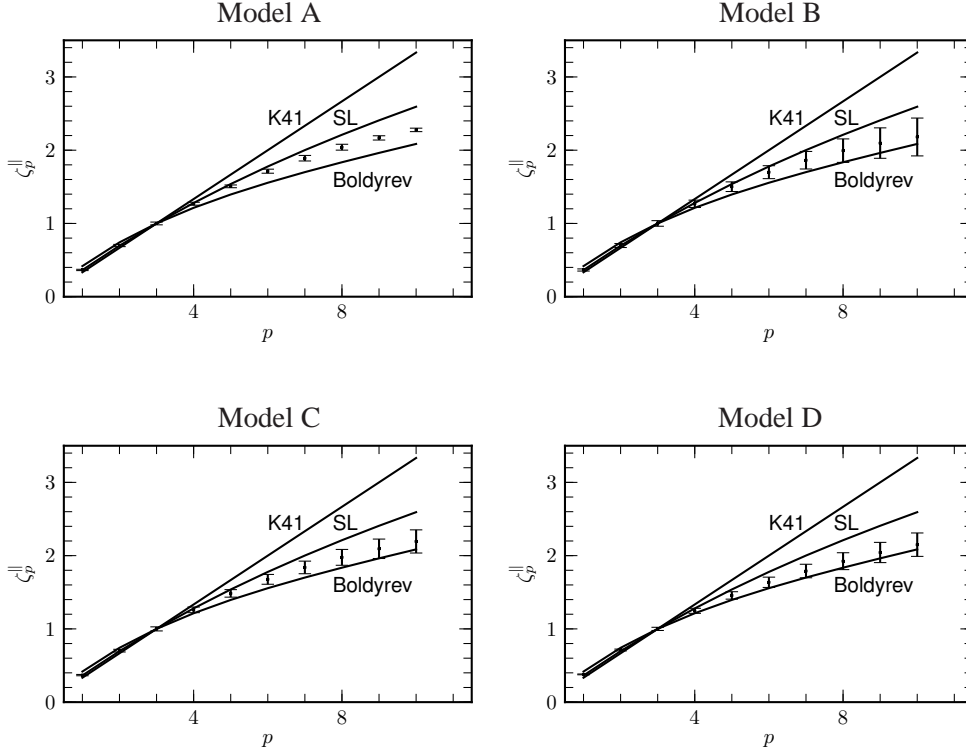 Model A
3
2
1
0
ζ_p^∥
K41
SL
Boldyrev
4
8
p
Model B
3
2
1
0
ζ_p^∥
K41
SL
Boldyrev
4
8
p
Model C
3
2
1
0
ζ_p^∥
K41
SL
Boldyrev
4
8
p
Model D
3
2
1
0
ζ_p^∥
K41
SL
Boldyrev
4
8
p